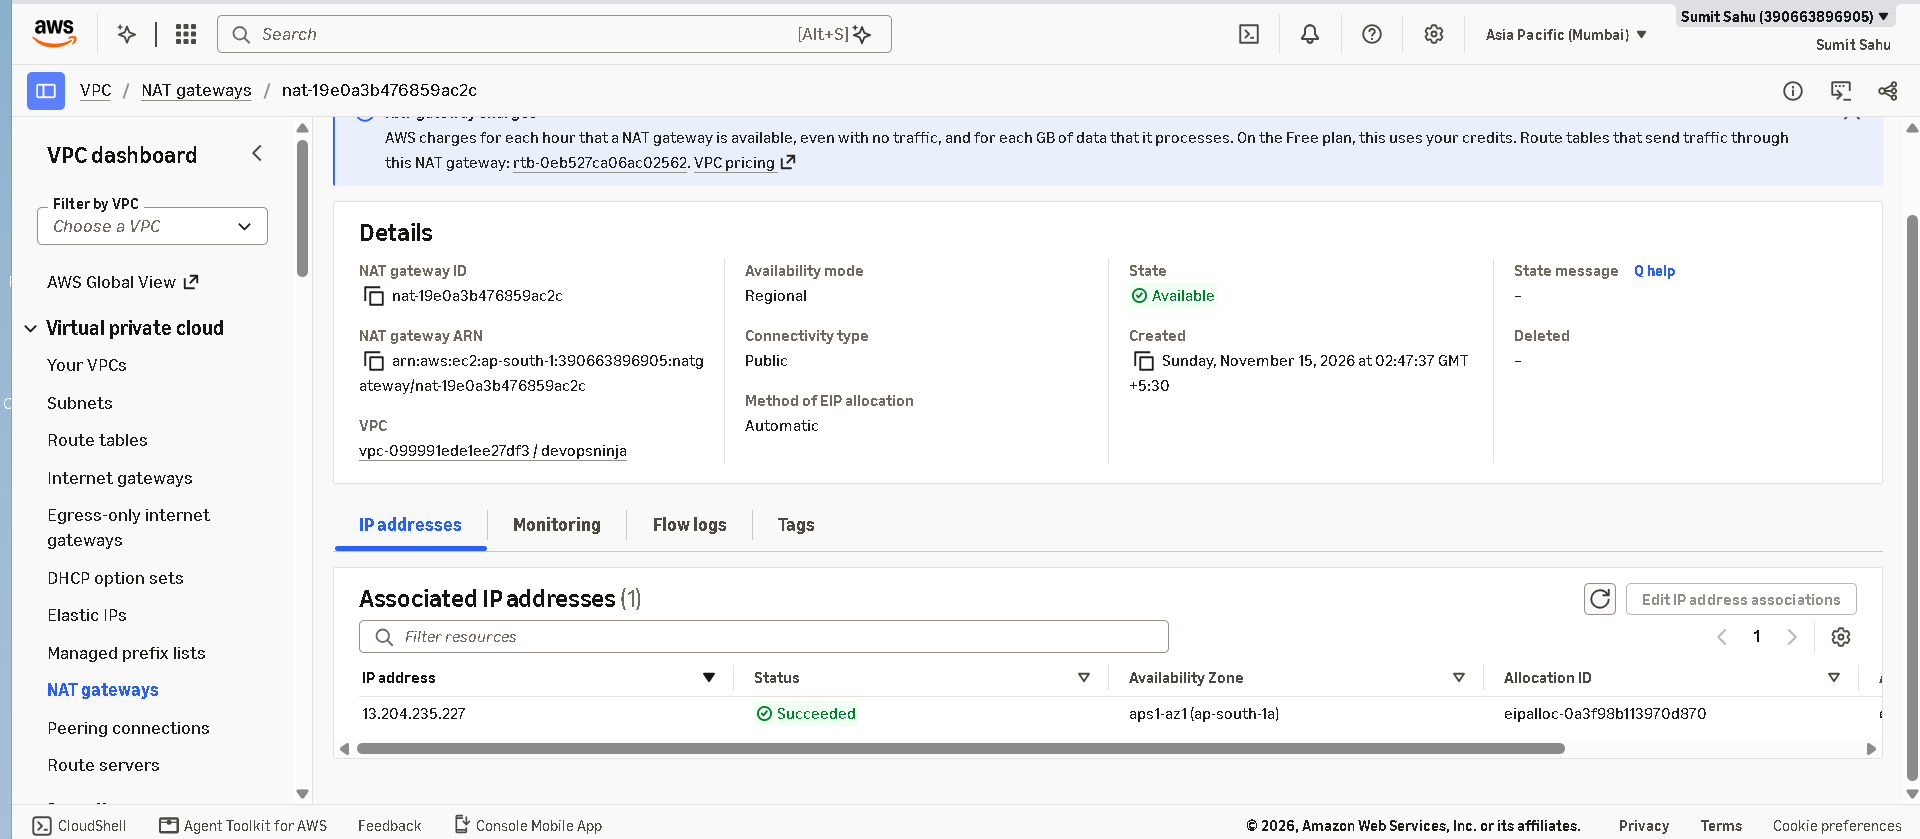 aws
Search
[Alt+S]
Asia Pacific (Mumbai)
Sumit Sahu (390663896905)
Sumit Sahu
VPC / NAT gateways / nat-19e0a3b476859ac2c
VPC dashboard
Filter by VPC
Choose a VPC
AWS Global View
Virtual private cloud
Your VPCs
Subnets
Route tables
Internet gateways
Egress-only internet
gateways
DHCP option sets
Elastic IPs
Managed prefix lists
NAT gateways
Peering connections
Route servers
AWS charges for each hour that a NAT gateway is available, even with no traffic, and for each GB of data that it processes. On the Free plan, this uses your credits. Route tables that send traffic through
this NAT gateway: rtb-0eb527ca06ac02562. VPC pricing
Details
NAT gateway ID
nat-19e0a3b476859ac2c
NAT gateway ARN
arn:aws:ec2:ap-south-1:390663896905:natg
ateway/nat-19e0a3b476859ac2c
VPC
vpc-099991ede1ee27df3 / devopsninja
Availability mode
Regional
Connectivity type
Public
Method of EIP allocation
Automatic
State
Available
Created
Sunday, November 15, 2026 at 02:47:37 GMT
+5:30
State message Q help
–
Deleted
–
IP addresses
Monitoring
Flow logs
Tags
Associated IP addresses (1)
Edit IP address associations
Filter resources
1
IP address
Status
Availability Zone
Allocation ID
13.204.235.227
Succeeded
aps1-az1 (ap-south-1a)
eipalloc-0a3f98b113970d870
CloudShell
Agent Toolkit for AWS
Feedback
Console Mobile App
© 2026, Amazon Web Services, Inc. or its affiliates.
Privacy
Terms
Cookie preferences